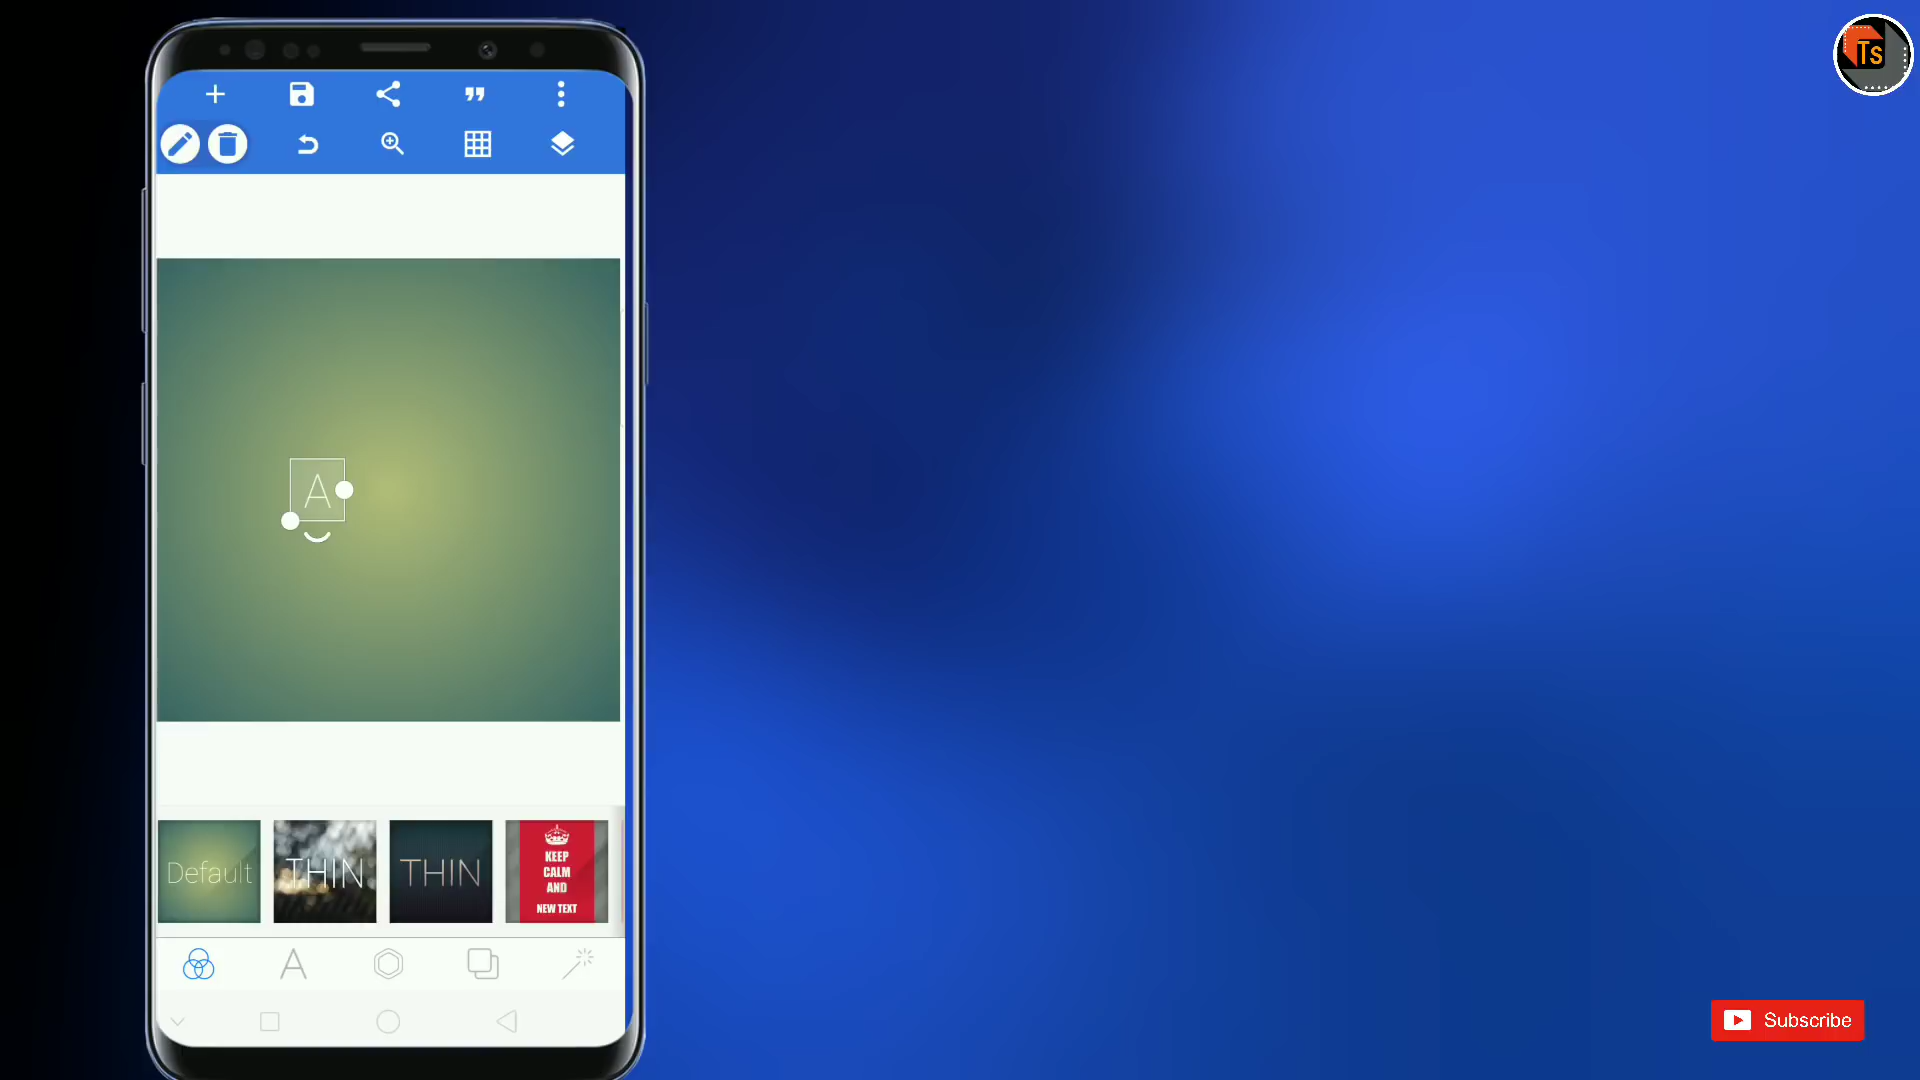 Ts
A
Default
THIN
THIN
KEEP
CALM
AND
NEW TEXT
A
Subscribe